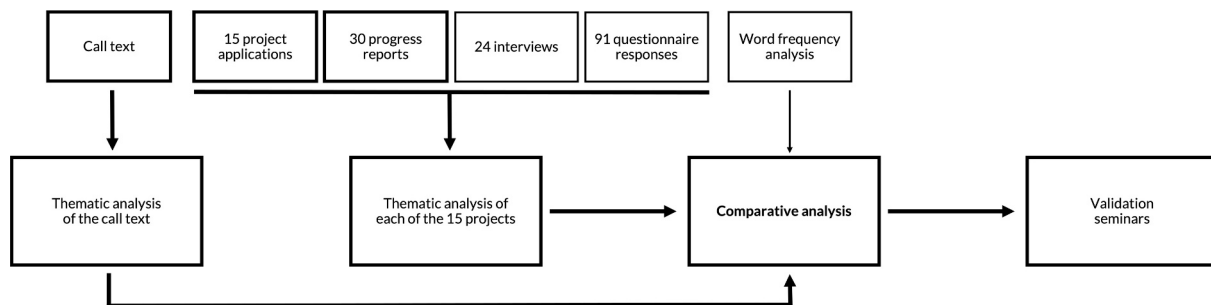 Call text
15 project
applications
30 progress
reports
24 interviews
91 questionnaire
responses
Word frequency
analysis
Thematic analysis
of the call text
Thematic analysis of
each of the 15 projects
Comparative analysis
Validation
seminars